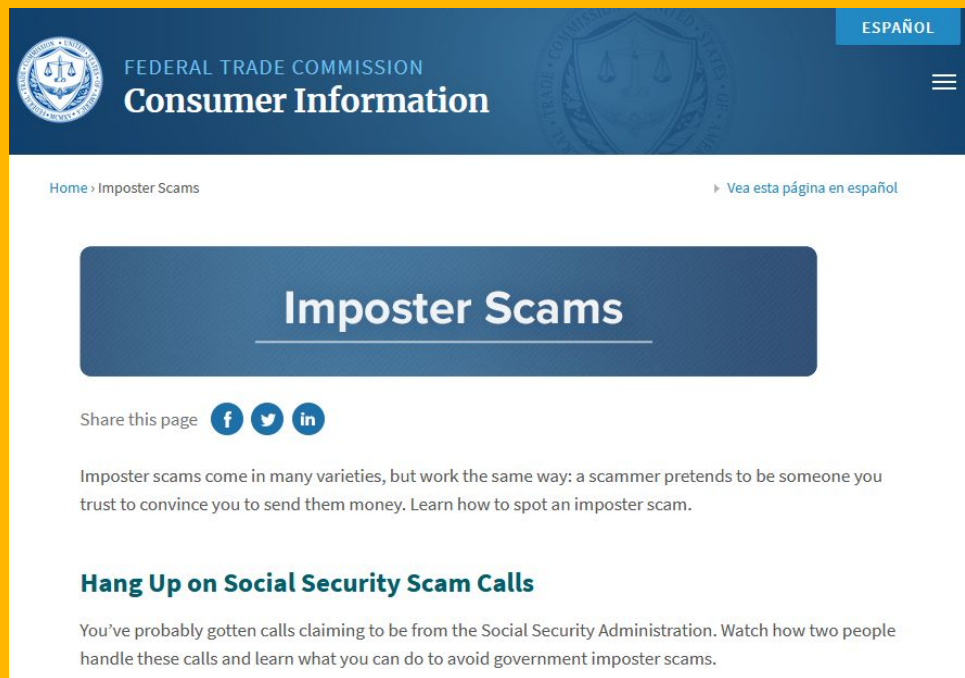 ESPAÑOL
FEDERAL TRADE COMMISSION
Consumer Information
Home › Imposter Scams
Vea esta página en español
Imposter Scams
Share this page
Imposter scams come in many varieties, but work the same way: a scammer pretends to be someone you
trust to convince you to send them money. Learn how to spot an imposter scam.
Hang Up on Social Security Scam Calls
You’ve probably gotten calls claiming to be from the Social Security Administration. Watch how two people
handle these calls and learn what you can do to avoid government imposter scams.